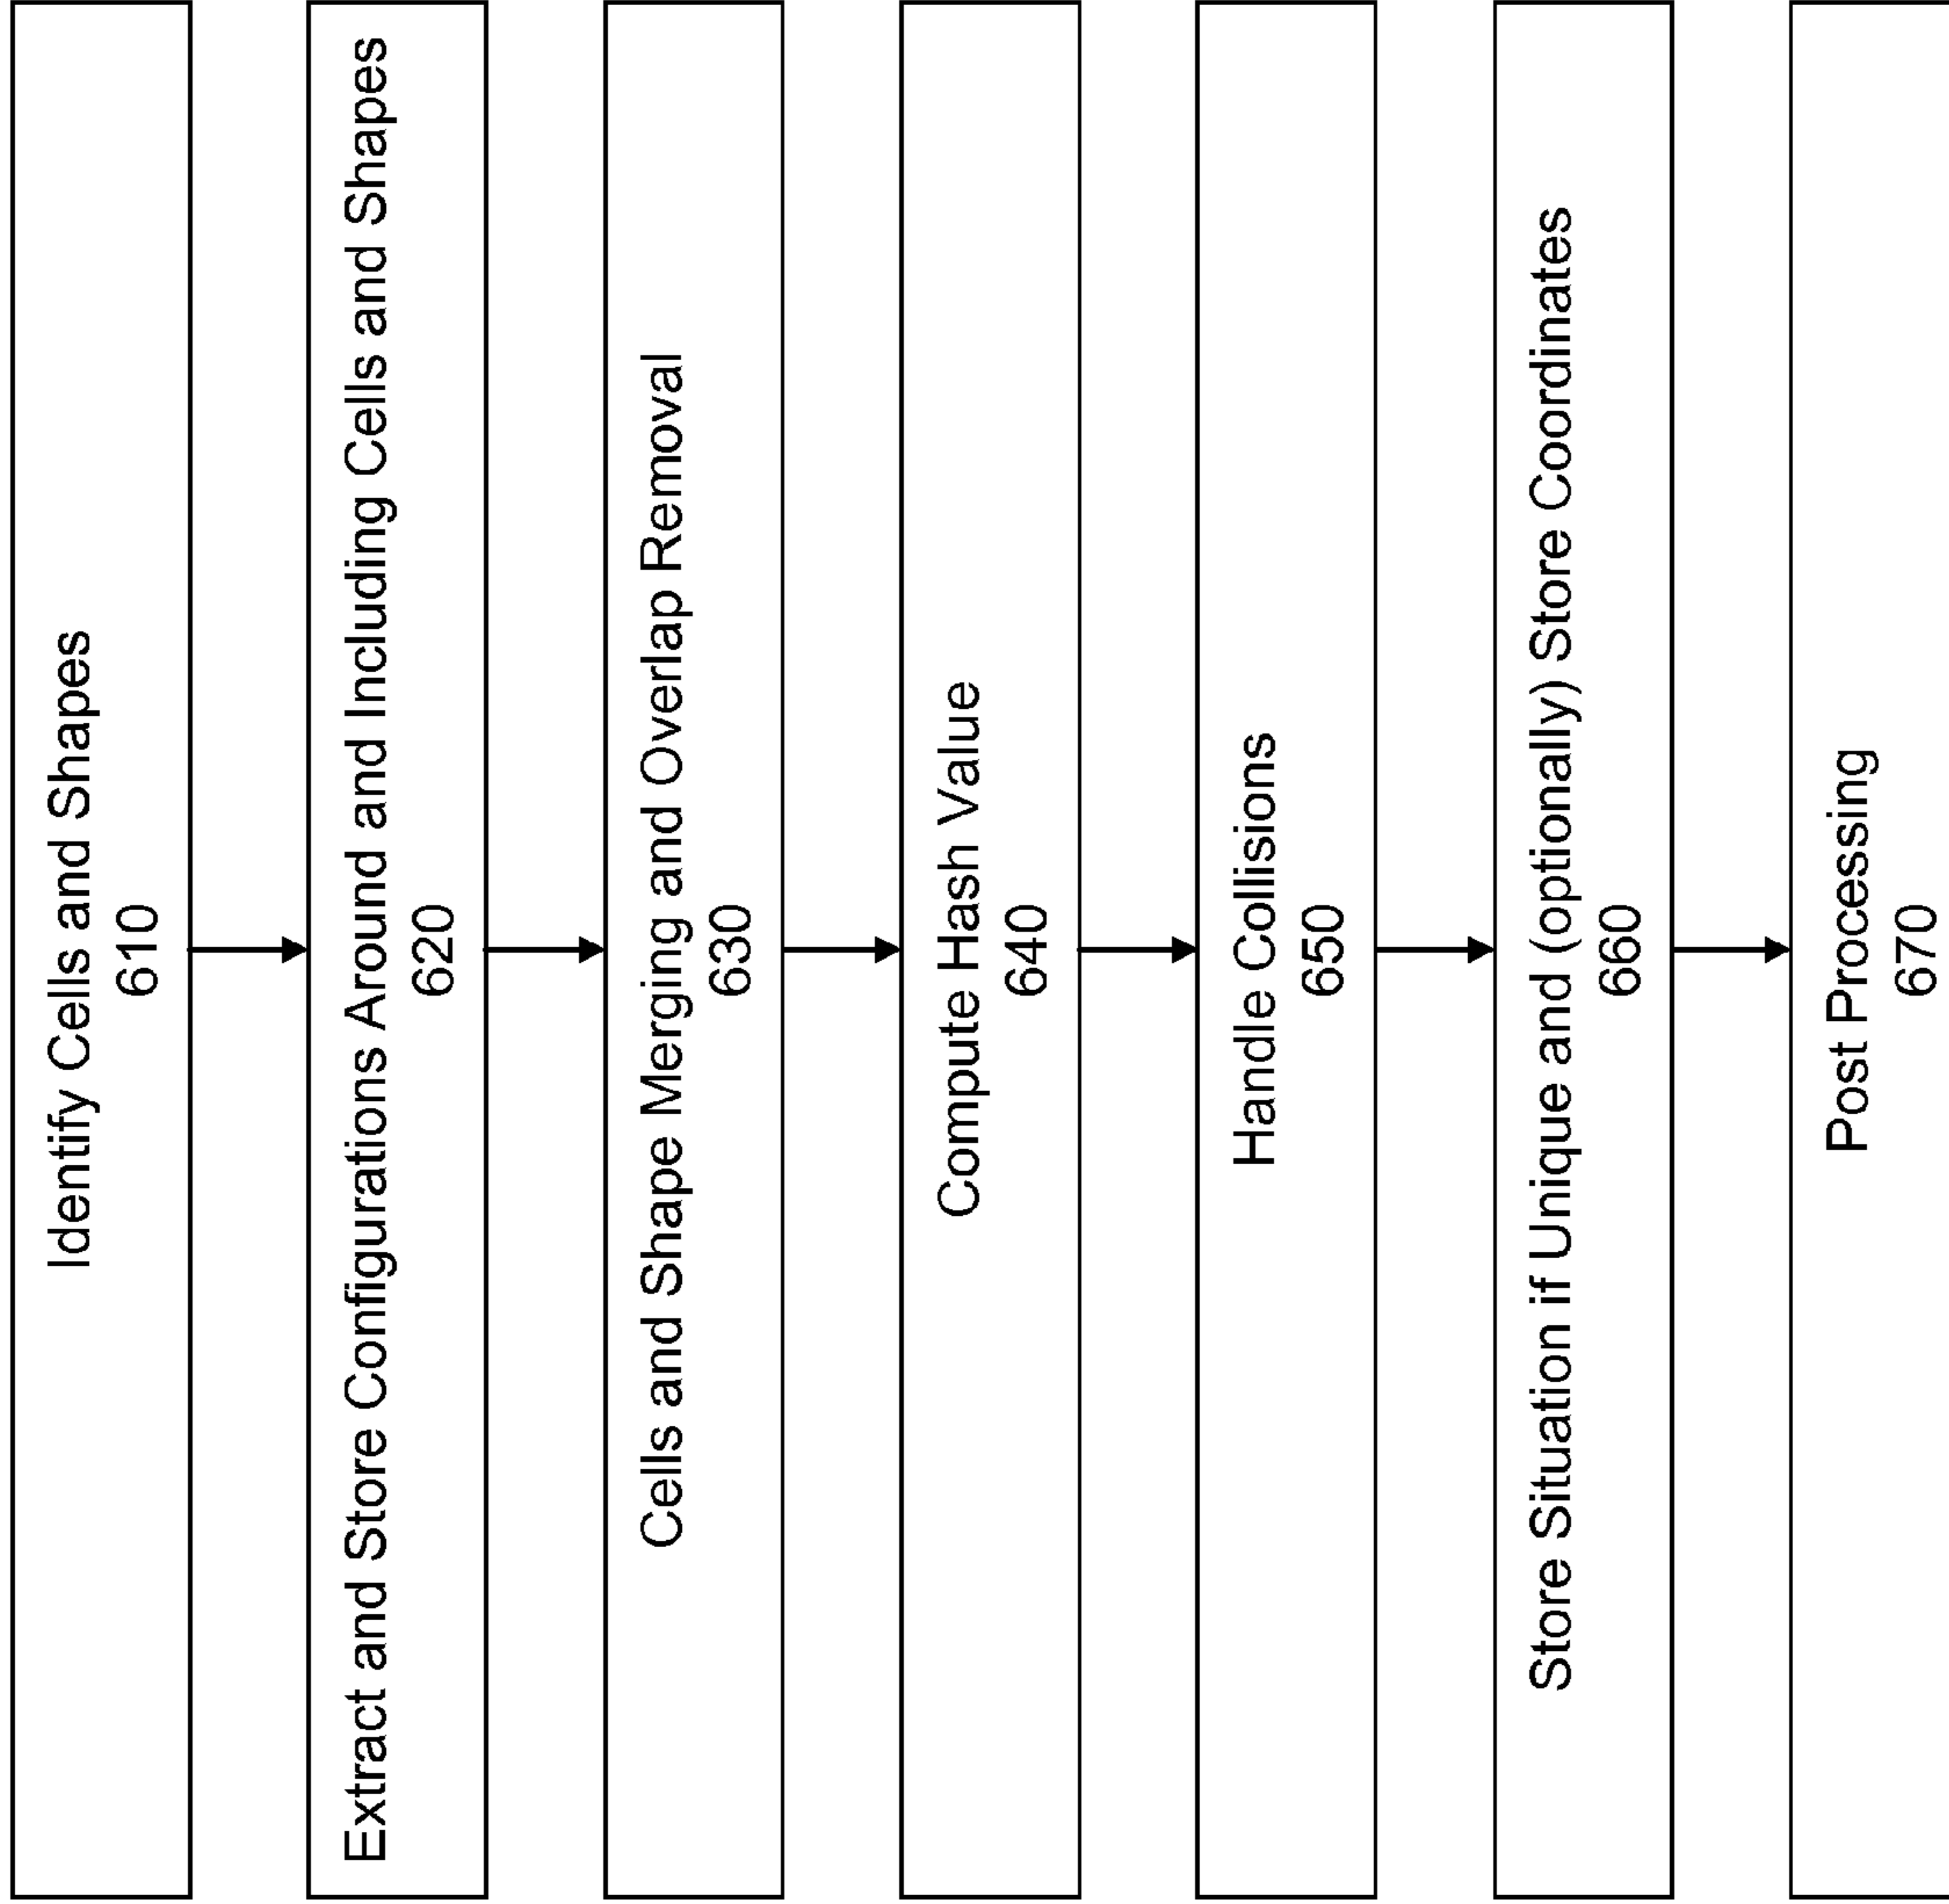 Identify Cells and Shapes
610
Extract and Store Configurations Around and Including Cells and Shapes
620
Cells and Shape Merging and Overlap Removal
630
Compute Hash Value
640
Handle Collisions
650
Store Situation if Unique and (optionally) Store Coordinates
660
Post Processing
670